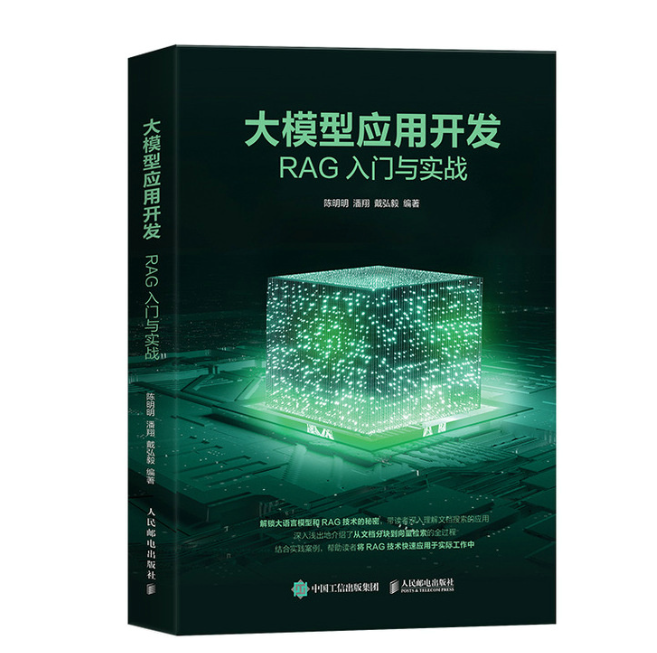 大模型应用开发
RAG 入门与实战
陈明明 潘翔 戴弘毅 编著
解锁大语言模型和 RAG 技术的秘密，带读者深入理解文档搜索的应用
深入浅出地介绍了从文档分块到向量检索的全过程
结合实践案例，帮助读者将 RAG 技术快速应用于实际工作中
中国工信出版集团
人民邮电出版社
POSTS & TELECOM PRESS
大模型应用开发
RAG 入门与实战
陈明明 潘翔 戴弘毅 编著
人民邮电出版社